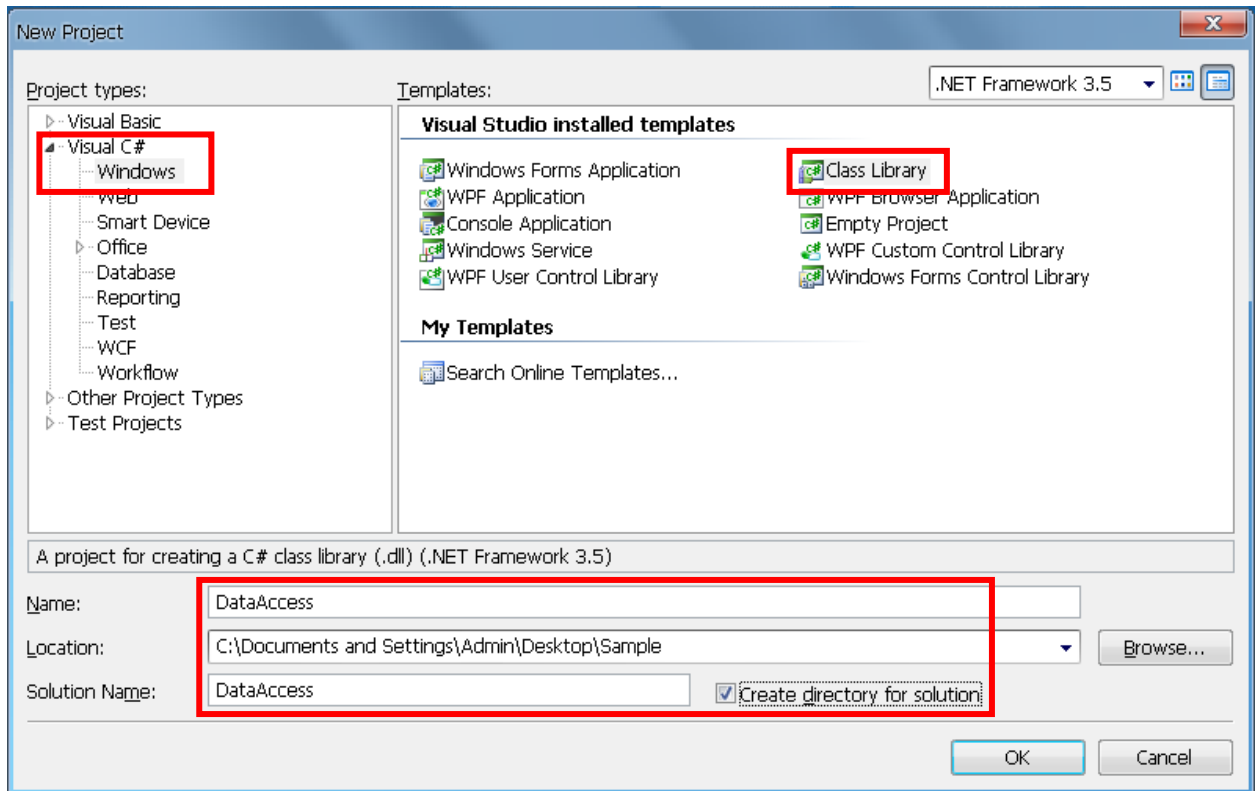 New Project
Project types:
Templates:
.NET Framework 3.5
Visual Basic
Visual C#
Windows
Web
Smart Device
Office
Database
Reporting
Test
WCF
Workflow
Other Project Types
Test Projects
Visual Studio installed templates
Windows Forms Application
Class Library
WPF Application
WPF Browser Application
Console Application
Empty Project
Windows Service
WPF Custom Control Library
WPF User Control Library
Windows Forms Control Library
My Templates
Search Online Templates...
A project for creating a C# class library (.dll) (.NET Framework 3.5)
Name:
DataAccess
Location:
C:\Documents and Settings\Admin\Desktop\Sample
Browse...
Solution Name:
DataAccess
Create directory for solution
OK
Cancel